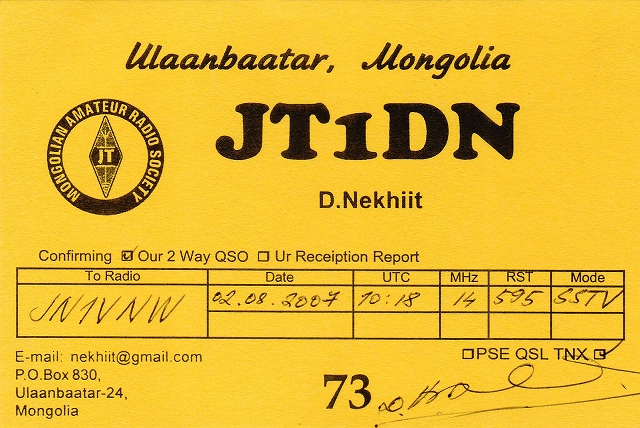 Ulaanbaatar, Mongolia
MONGOLIAN AMATEUR RADIO SOCIETY
JT
JT1DN
D.Nekhiit
Confirming ☑ Our 2 Way QSO ☐ Ur Receiption Report
To Radio Date UTC MHz RST Mode
JN1VNW 02.08.2007 10:18 14 595 SSTV
E-mail: nekhiit@gmail.com
☐PSE QSL TNX ☑
P.O.Box 830,
Ulaanbaatar-24,
Mongolia
73